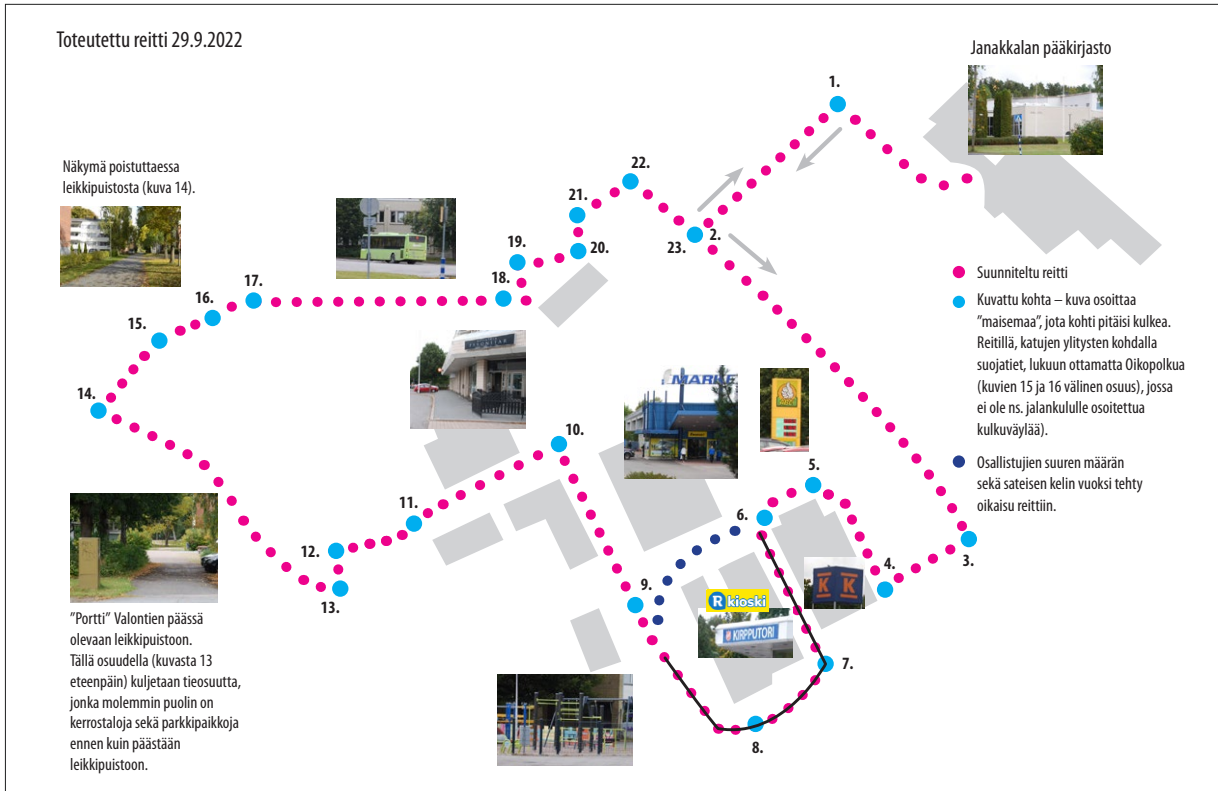 Toteutettu reitti 29.9.2022
Janakkalan pääkirjasto
1.
Näkymä poistuttaessa
leikkipuistosta (kuva 14).
22.
21.
20.
19.
18.
2.
23.
17.
16.
15.
14.
Suunniteltu reitti
Kuvattu kohta – kuva osoittaa
”maisemaa”, jota kohti pitäisi kulkea.
Reitillä, katujen ylitysten kohdalla
suojatiet, lukuun ottamatta Oikopolkua
(kuvien 15 ja 16 välinen osuus), jossa
ei ole ns. jalankululle osoitettua
kulkuväylää).
Osallistujien suuren määrän
sekä sateisen kelin vuoksi tehty
oikaisu reittiin.
MARKE
10.
11.
12.
13.
5.
6.
4.
3.
K
K
9.
R kioski
KIRPPUTORI
7.
8.
”Portti” Valontien päässä
olevaan leikkipuistoon.
Tällä osuudella (kuvasta 13
eteenpäin) kuljetaan tieosuutta,
jonka molemmin puolin on
kerrostaloja sekä parkkipaikkoja
ennen kuin päästään
leikkipuistoon.